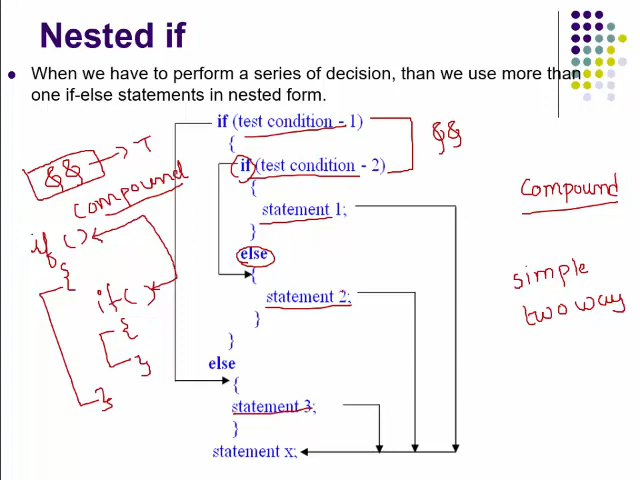 Nested if
When we have to perform a series of decision, than we use more than
one if-else statements in nested form.
if (test condition - 1)
{
if (test condition - 2)
{
statement 1;
}
else
{
statement 2;
}
}
else
{
statement 3;
}
statement x;
&&
&& T
compound
if ( )
{
if ( )
{
}
}
compound
simple
two way